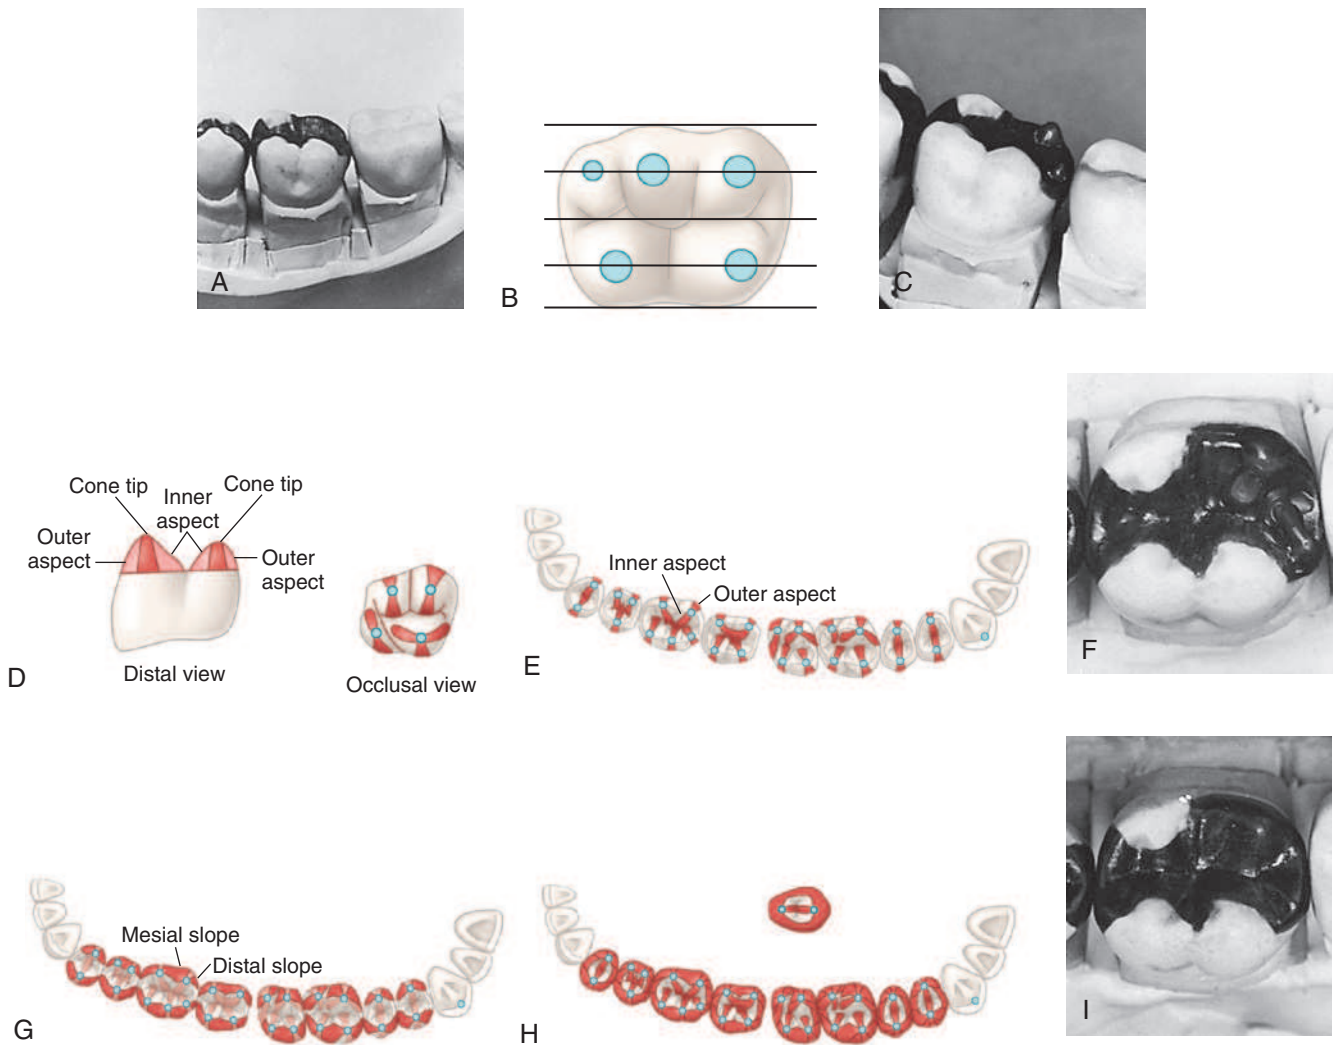 A
B
C
Cone tip
Cone tip
Inner
aspect
Outer
aspect
Outer
aspect
Distal view
Occlusal view
D
Inner aspect
Outer aspect
E
F
Mesial slope
Distal slope
G
H
I